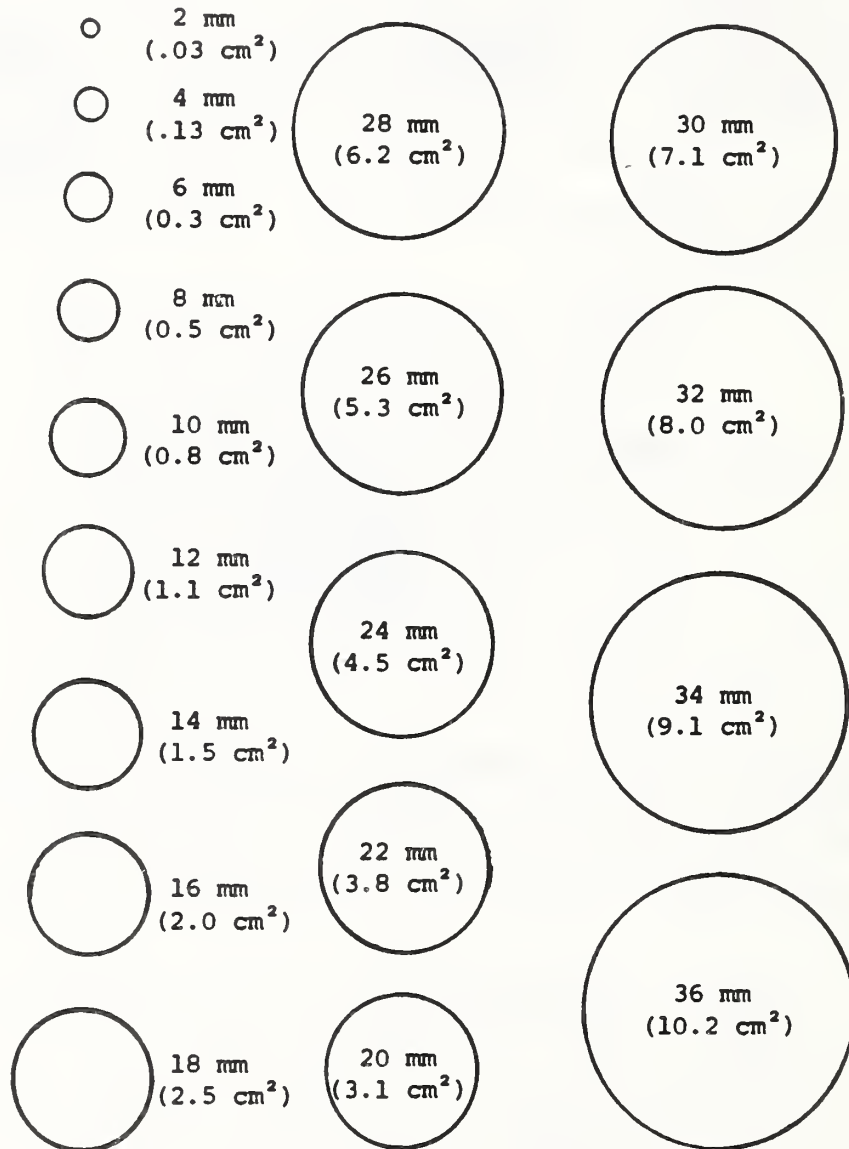 2 mm
(.03 cm²)
4 mm
(.13 cm²)
6 mm
(0.3 cm²)
8 mm
(0.5 cm²)
10 mm
(0.8 cm²)
12 mm
(1.1 cm²)
14 mm
(1.5 cm²)
16 mm
(2.0 cm²)
18 mm
(2.5 cm²)
28 mm
(6.2 cm²)
26 mm
(5.3 cm²)
24 mm
(4.5 cm²)
22 mm
(3.8 cm²)
20 mm
(3.1 cm²)
30 mm
(7.1 cm²)
32 mm
(8.0 cm²)
34 mm
(9.1 cm²)
36 mm
(10.2 cm²)